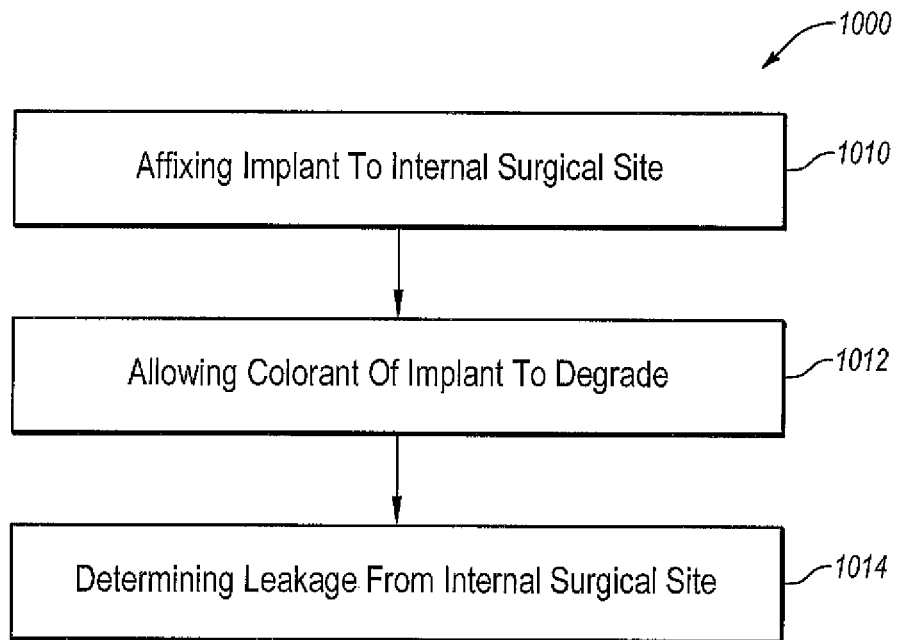 1000
Affixing Implant To Internal Surgical Site
1010
Allowing Colorant Of Implant To Degrade
1012
Determining Leakage From Internal Surgical Site
1014